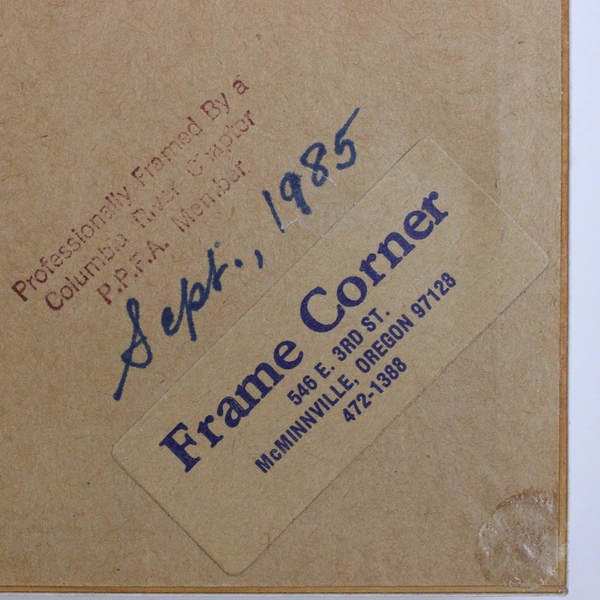 Professionally Framed By a
Columbia River Chapter
P.P.F.A. Member
Sept., 1985
Frame Corner
546 E. 3RD ST.
McMINNVILLE, OREGON 97128
472-1388